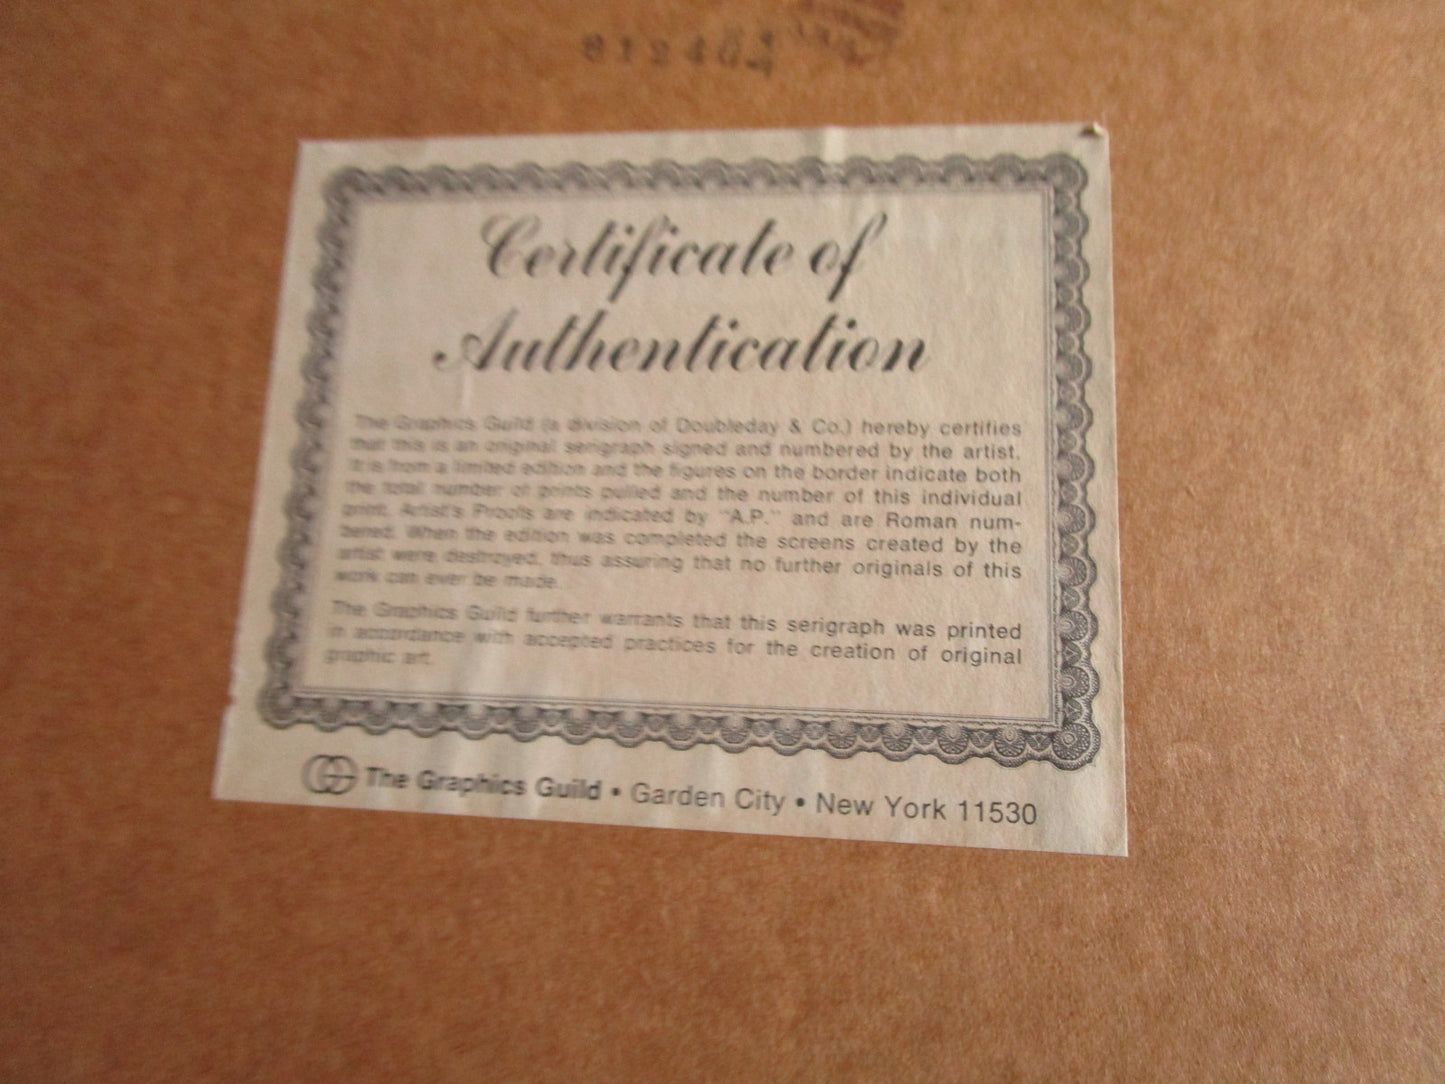 Certificate of
Authentication
The Graphics Guild (a division of Doubleday & Co.) hereby certifies
that this is an original serigraph signed and numbered by the artist.
It is from a limited edition and the figures on the border indicate both
the total number of prints pulled and the number of this individual
print. Artist's Proofs are indicated by "A.P." and are Roman num-
bered. When the edition was completed the screens created by the
artist were destroyed, thus assuring that no further originals of this
work can ever be made.
The Graphics Guild further warrants that this serigraph was printed
in accordance with accepted practices for the creation of original
graphic art.
The Graphics Guild • Garden City • New York 11530